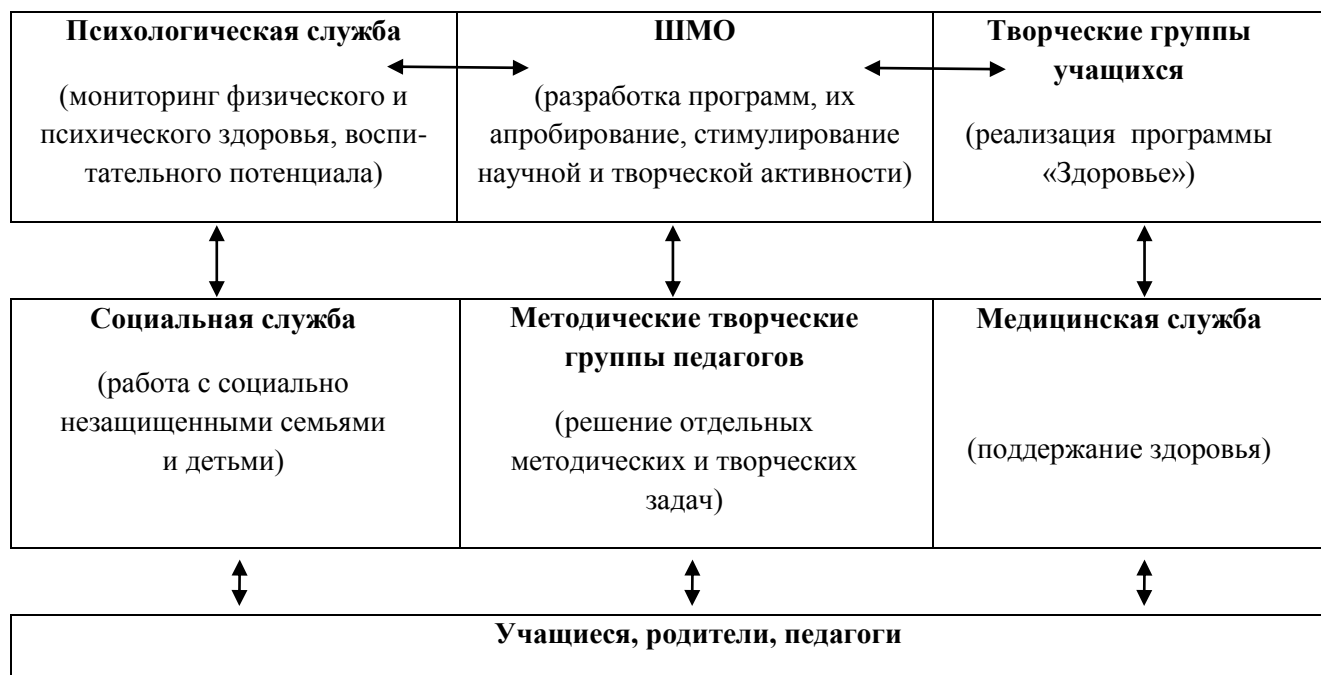 Психологическая служба
(мониторинг физического и
психического здоровья, воспи-
тательного потенциала)
ШМО
(разработка программ, их
апробирование, стимулирование
научной и творческой активности)
Творческие группы
учащихся
(реализация программы
«Здоровье»)
Социальная служба
(работа с социально
незащищенными семьями
и детьми)
Методические творческие
группы педагогов
(решение отдельных
методических и творческих
задач)
Медицинская служба
(поддержание здоровья)
Учащиеся, родители, педагоги